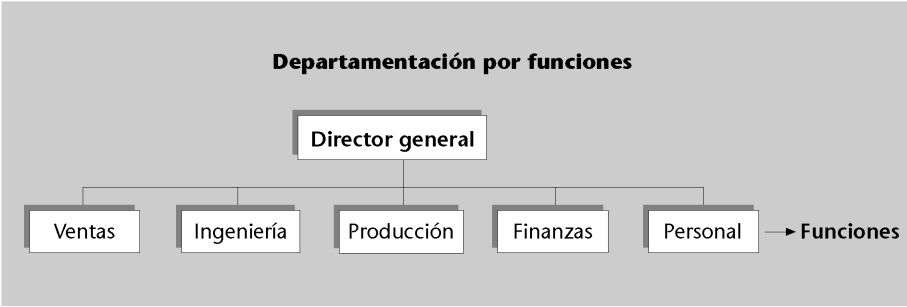 Departamentación por funciones
Director general
Ventas
Ingeniería
Producción
Finanzas
Personal
Funciones